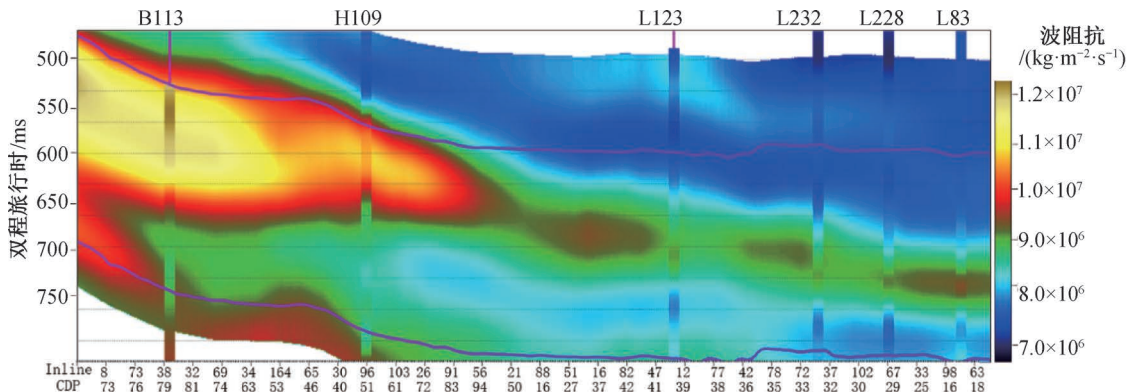 B113 H109 L123 L232 L228 L83
波阻抗
/(kg·m⁻²·s⁻¹)
1.2×10⁷
1.1×10⁷
1.0×10⁷
9.0×10⁶
8.0×10⁶
7.0×10⁶
双程旅行时/ms
500
550
600
650
700
750
Inline 8 73 38 32 69 34 164 65 30 96 103 26 91 56 21 88 51 16 82 47 12 77 42 78 37 102 67 33 98 63
CDP 73 76 79 81 74 63 53 46 40 51 61 72 83 94 50 16 27 37 42 41 39 38 36 35 33 32 30 29 25 16 18